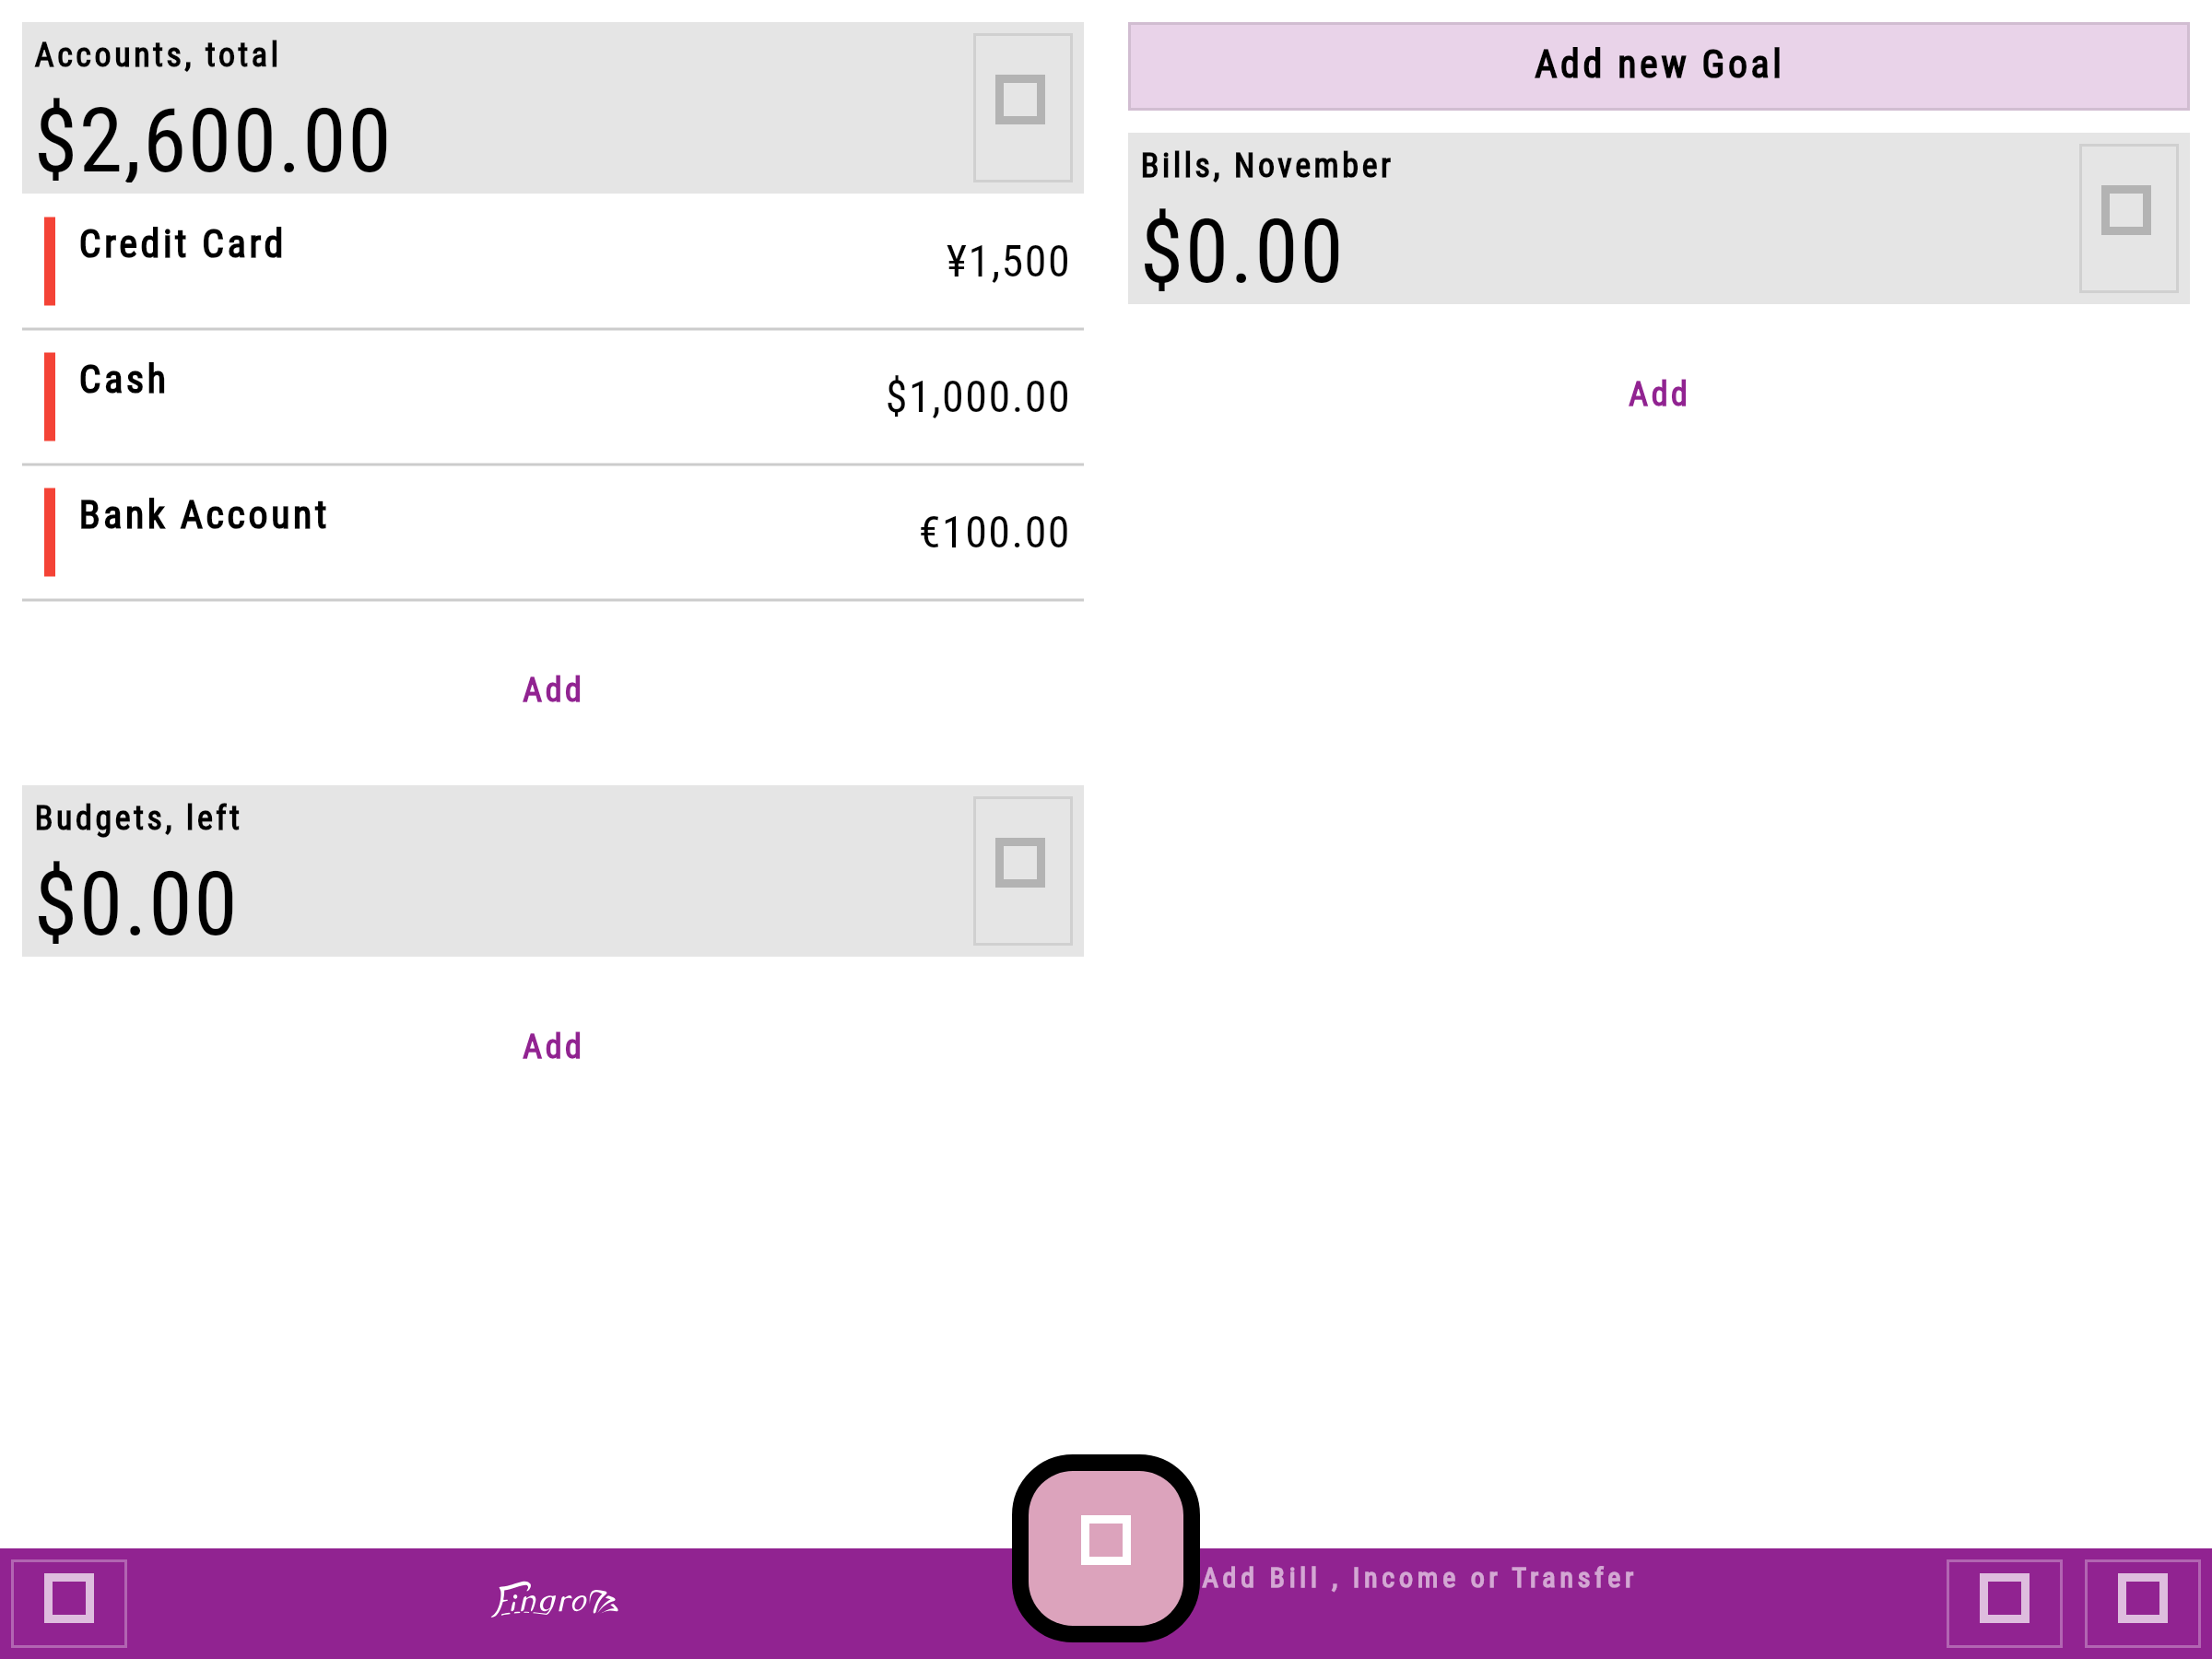 Accounts, total
$2,600.00
Credit Card
¥1,500
Cash
$1,000.00
Bank Account
€100.00
Add
Budgets, left
$0.00
Add
Add new Goal
Bills, November
$0.00
Add
Add Bill , Income or Transfer